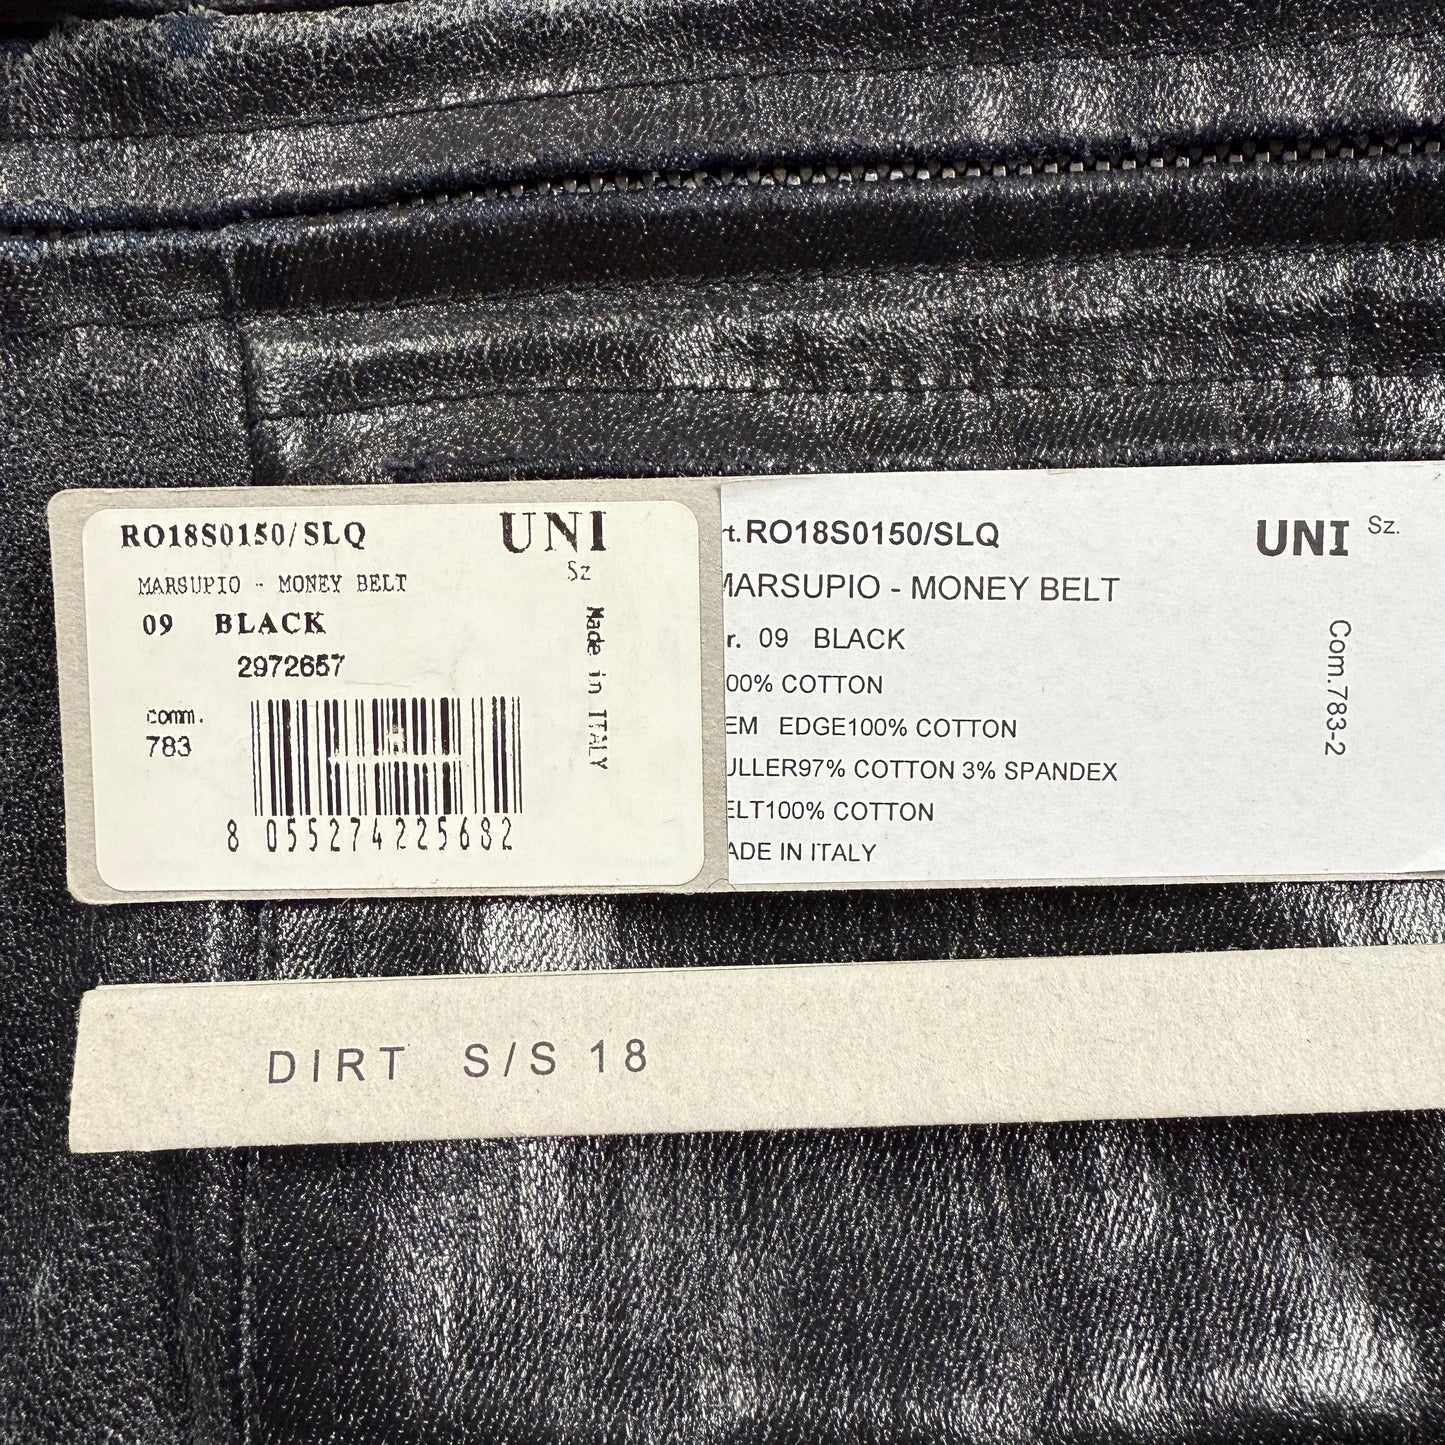 RO18S0150/SLQ UNI
Sz
MARSUPIO - MONEY BELT
09 BLACK
2972657
Made in ITALY
comm.
783
8 055274 225682
t.RO18S0150/SLQ UNI Sz.
MARSUPIO - MONEY BELT
r. 09 BLACK
Com.783-2
00% COTTON
EM EDGE100% COTTON
ULLER97% COTTON 3% SPANDEX
ELT100% COTTON
ADE IN ITALY
DIRT S/S 18